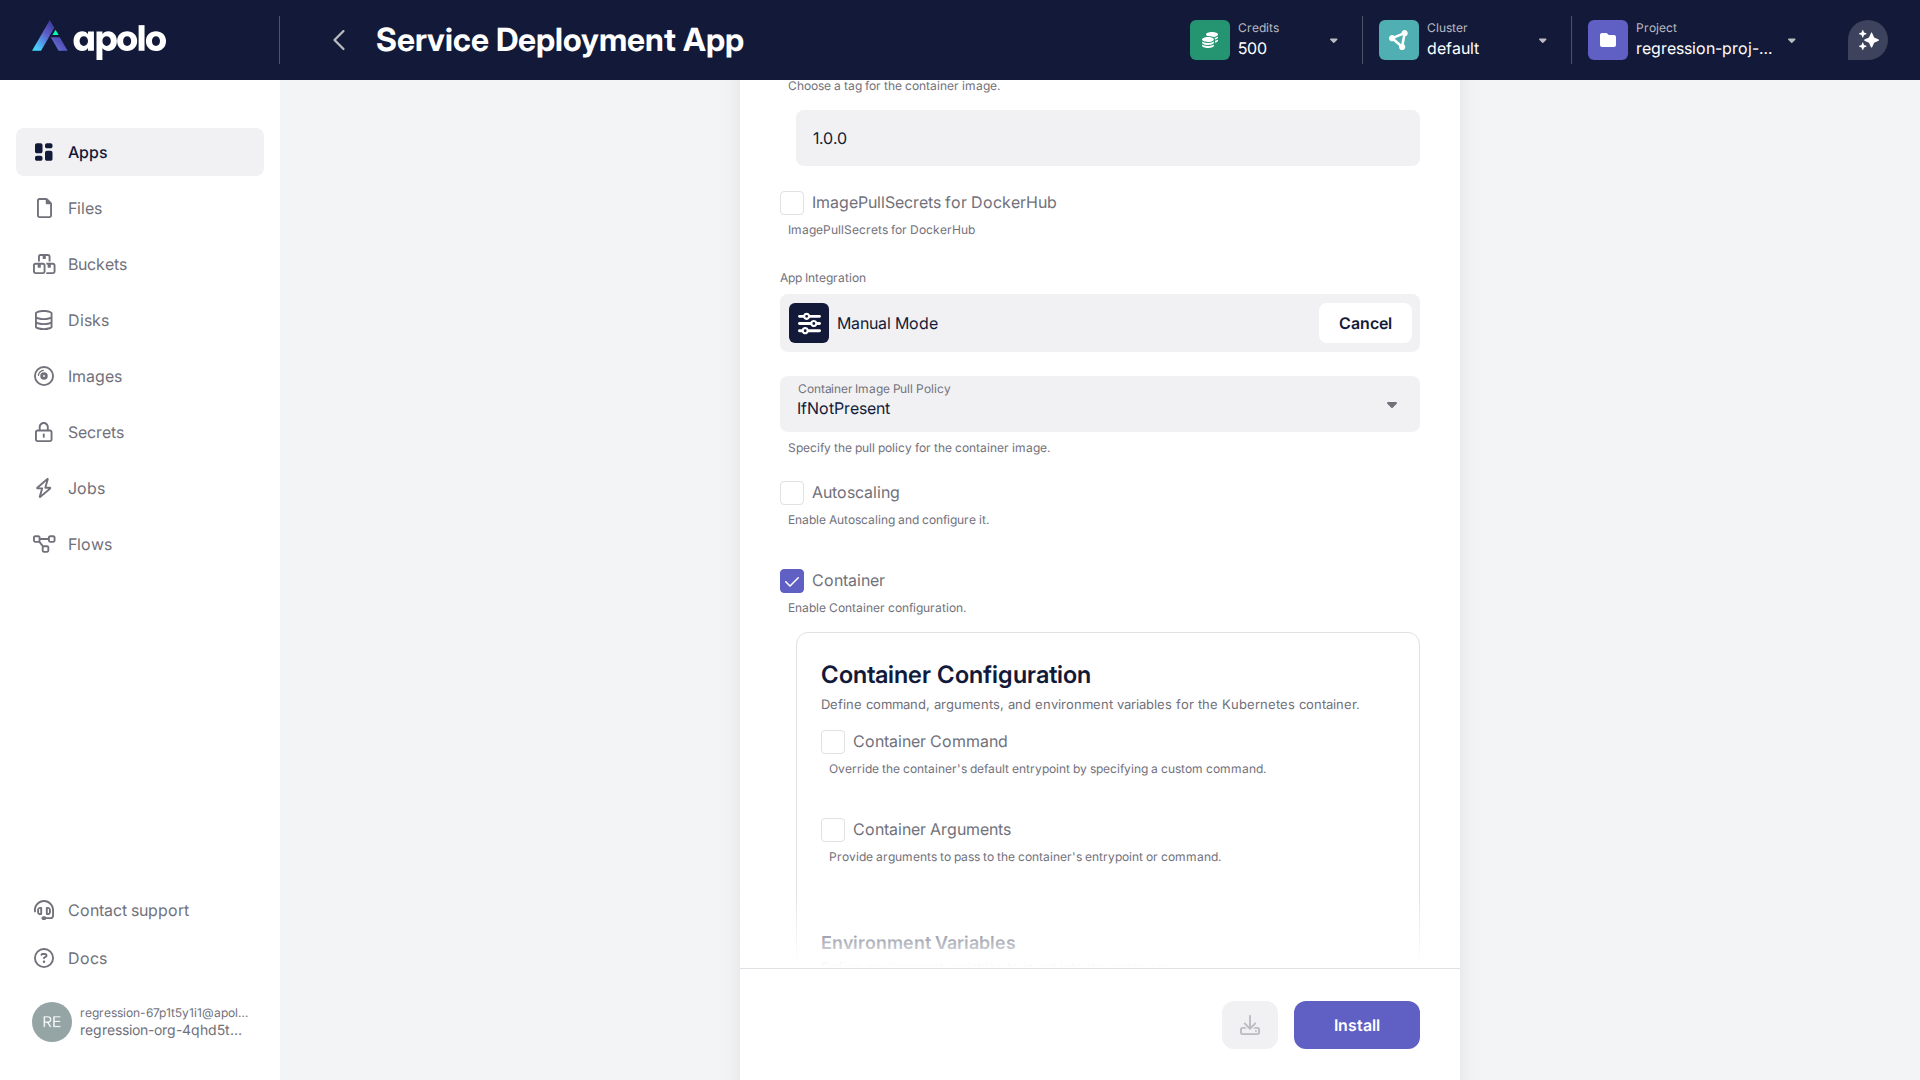 apolo
Service Deployment App
Credits
500
Cluster
default
Project
regression-proj-...
Apps
Files
Buckets
Disks
Images
Secrets
Jobs
Flows
Contact support
Docs
RE
regression-67p1t5y1i1@apol...
regression-org-4qhd5t...
Choose a tag for the container image.
1.0.0
ImagePullSecrets for DockerHub
ImagePullSecrets for DockerHub
App Integration
Manual Mode
Cancel
Container Image Pull Policy
IfNotPresent
Specify the pull policy for the container image.
Autoscaling
Enable Autoscaling and configure it.
Container
Enable Container configuration.
Container Configuration
Define command, arguments, and environment variables for the Kubernetes container.
Container Command
Override the container's default entrypoint by specifying a custom command.
Container Arguments
Provide arguments to pass to the container's entrypoint or command.
Environment Variables
Install